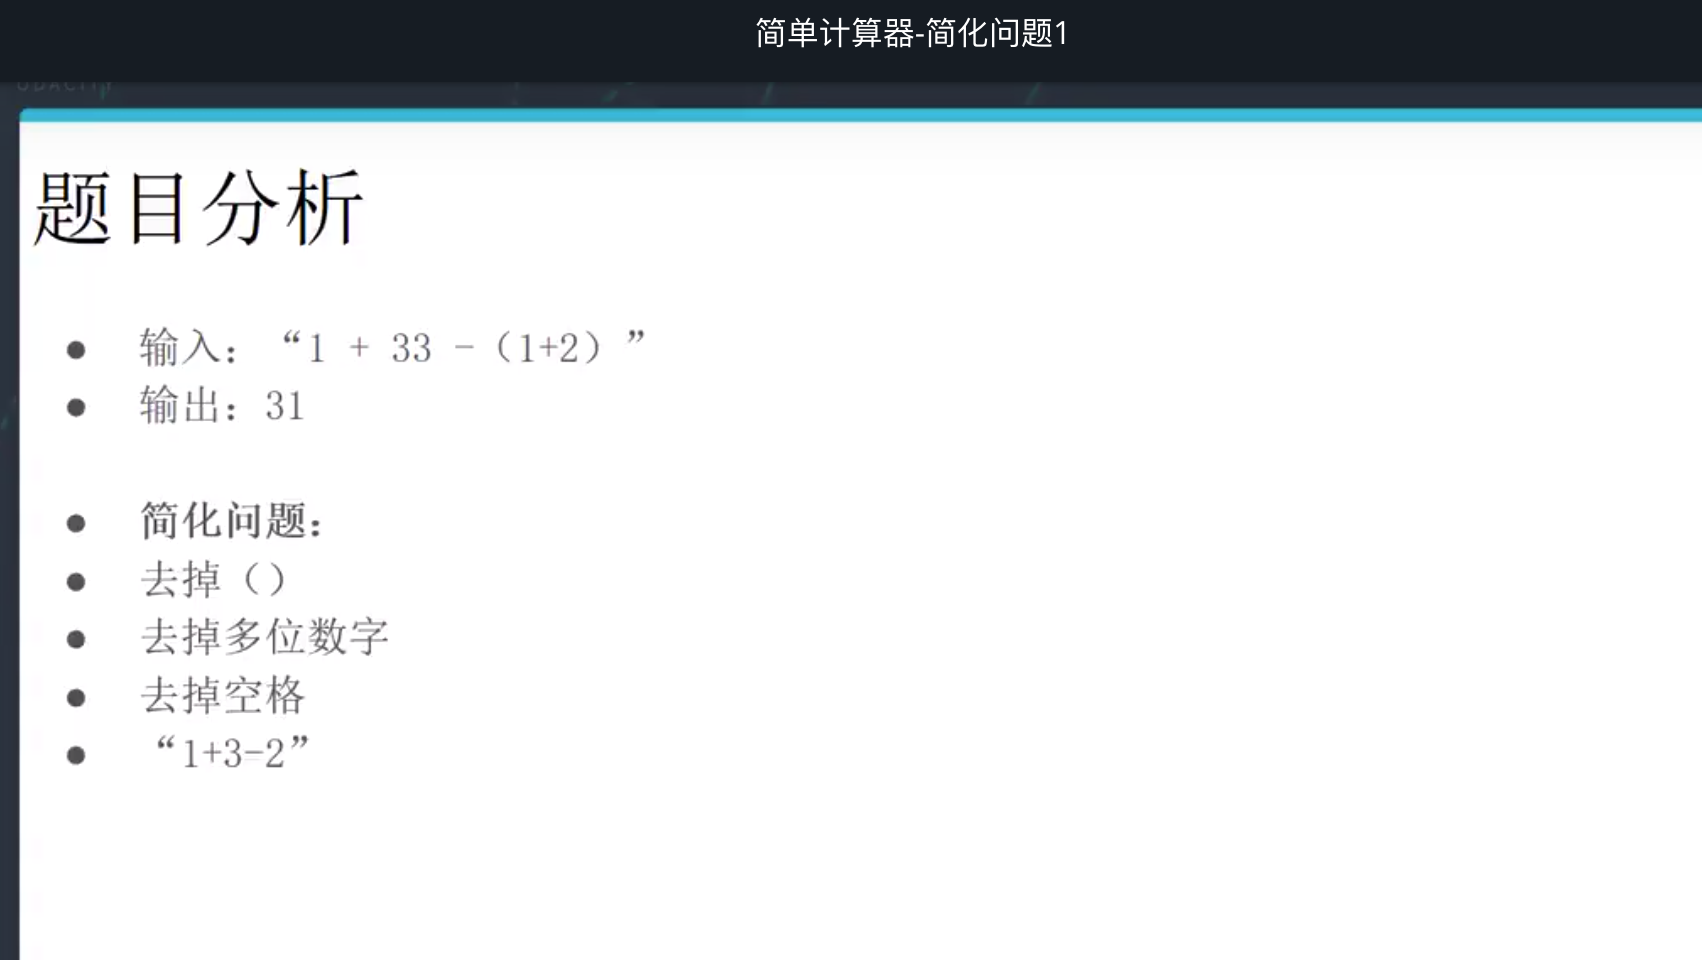 简单计算器-简化问题1
UDACITY
题目分析
● 输入：“1 + 33 -（1+2）”
● 输出：31
● 简化问题：
● 去掉（）
● 去掉多位数字
● 去掉空格
● “1+3-2”